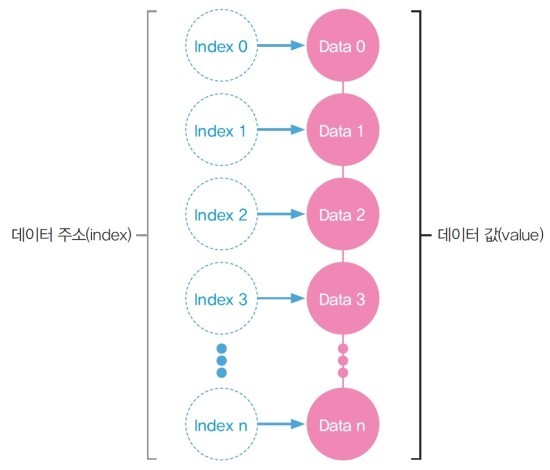 Index 0 Data 0
Index 1 Data 1
Index 2 Data 2
데이터 주소(index)
데이터 값(value)
Index 3 Data 3
Index n Data n